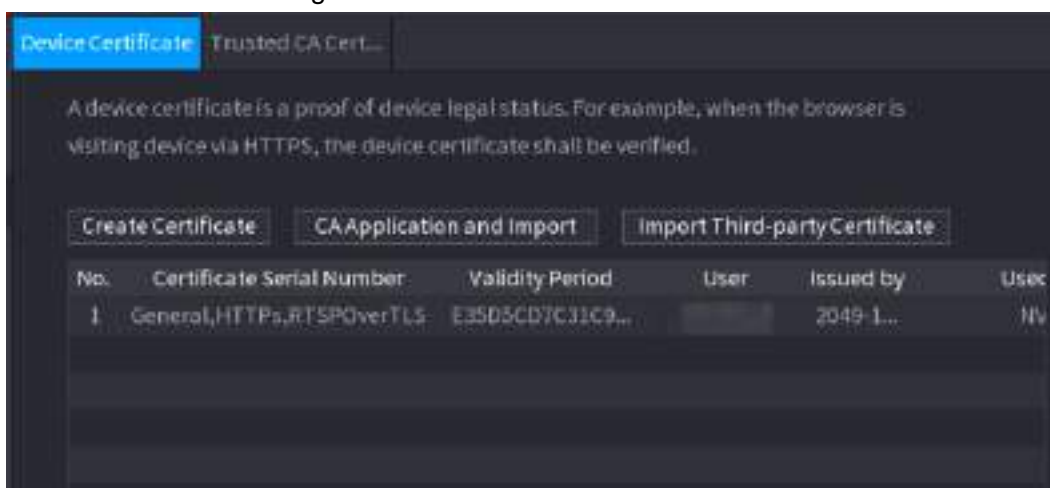 Device Certificate Trusted CA Cert...
A device certificate is a proof of device legal status. For example, when the browser is
visiting device via HTTPS, the device certificate shall be verified.
Create Certificate CA Application and Import Import Third-party Certificate
No. Certificate Serial Number Validity Period User Issued by Used
1 General,HTTPs,RTSPOverTLS E35D5CD7C31C9... 2049-1... NV